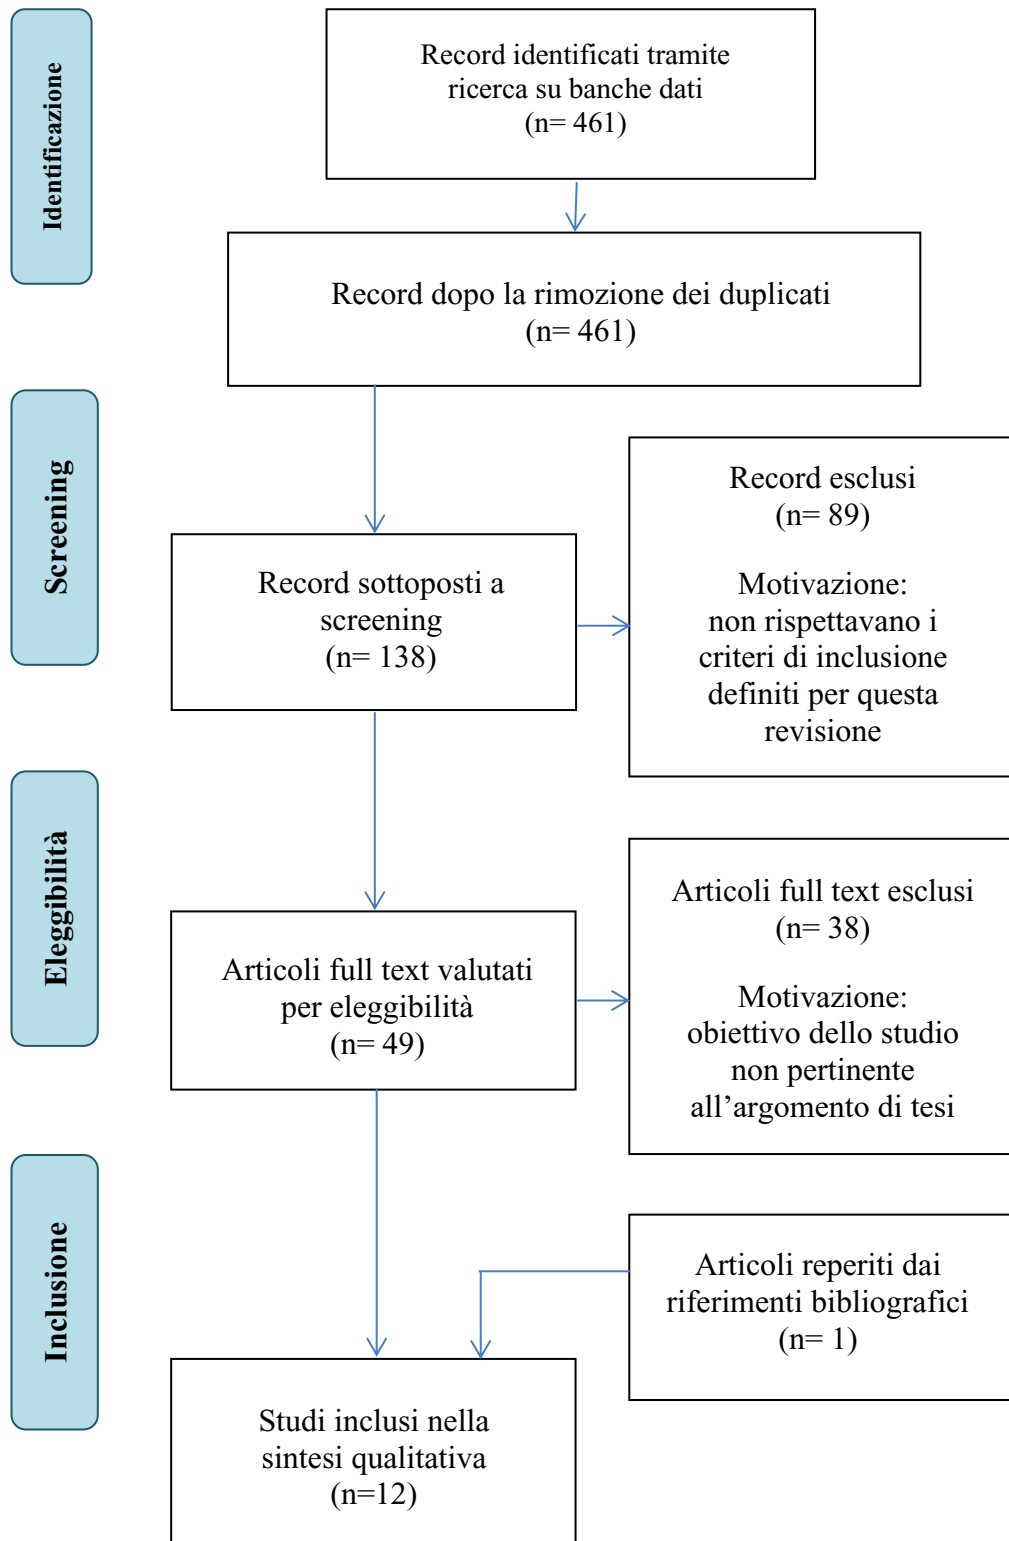 Identificazione
Record identificati tramite
ricerca su banche dati
(n= 461)
Record dopo la rimozione dei duplicati
(n= 461)
Screening
Record sottoposti a
screening
(n= 138)
Record esclusi
(n= 89)
Motivazione:
non rispettavano i
criteri di inclusione
definiti per questa
revisione
Eleggibilità
Articoli full text valutati
per eleggibilità
(n= 49)
Articoli full text esclusi
(n= 38)
Motivazione:
obiettivo dello studio
non pertinente
all’argomento di tesi
Inclusione
Articoli reperiti dai
riferimenti bibliografici
(n= 1)
Studi inclusi nella
sintesi qualitativa
(n=12)